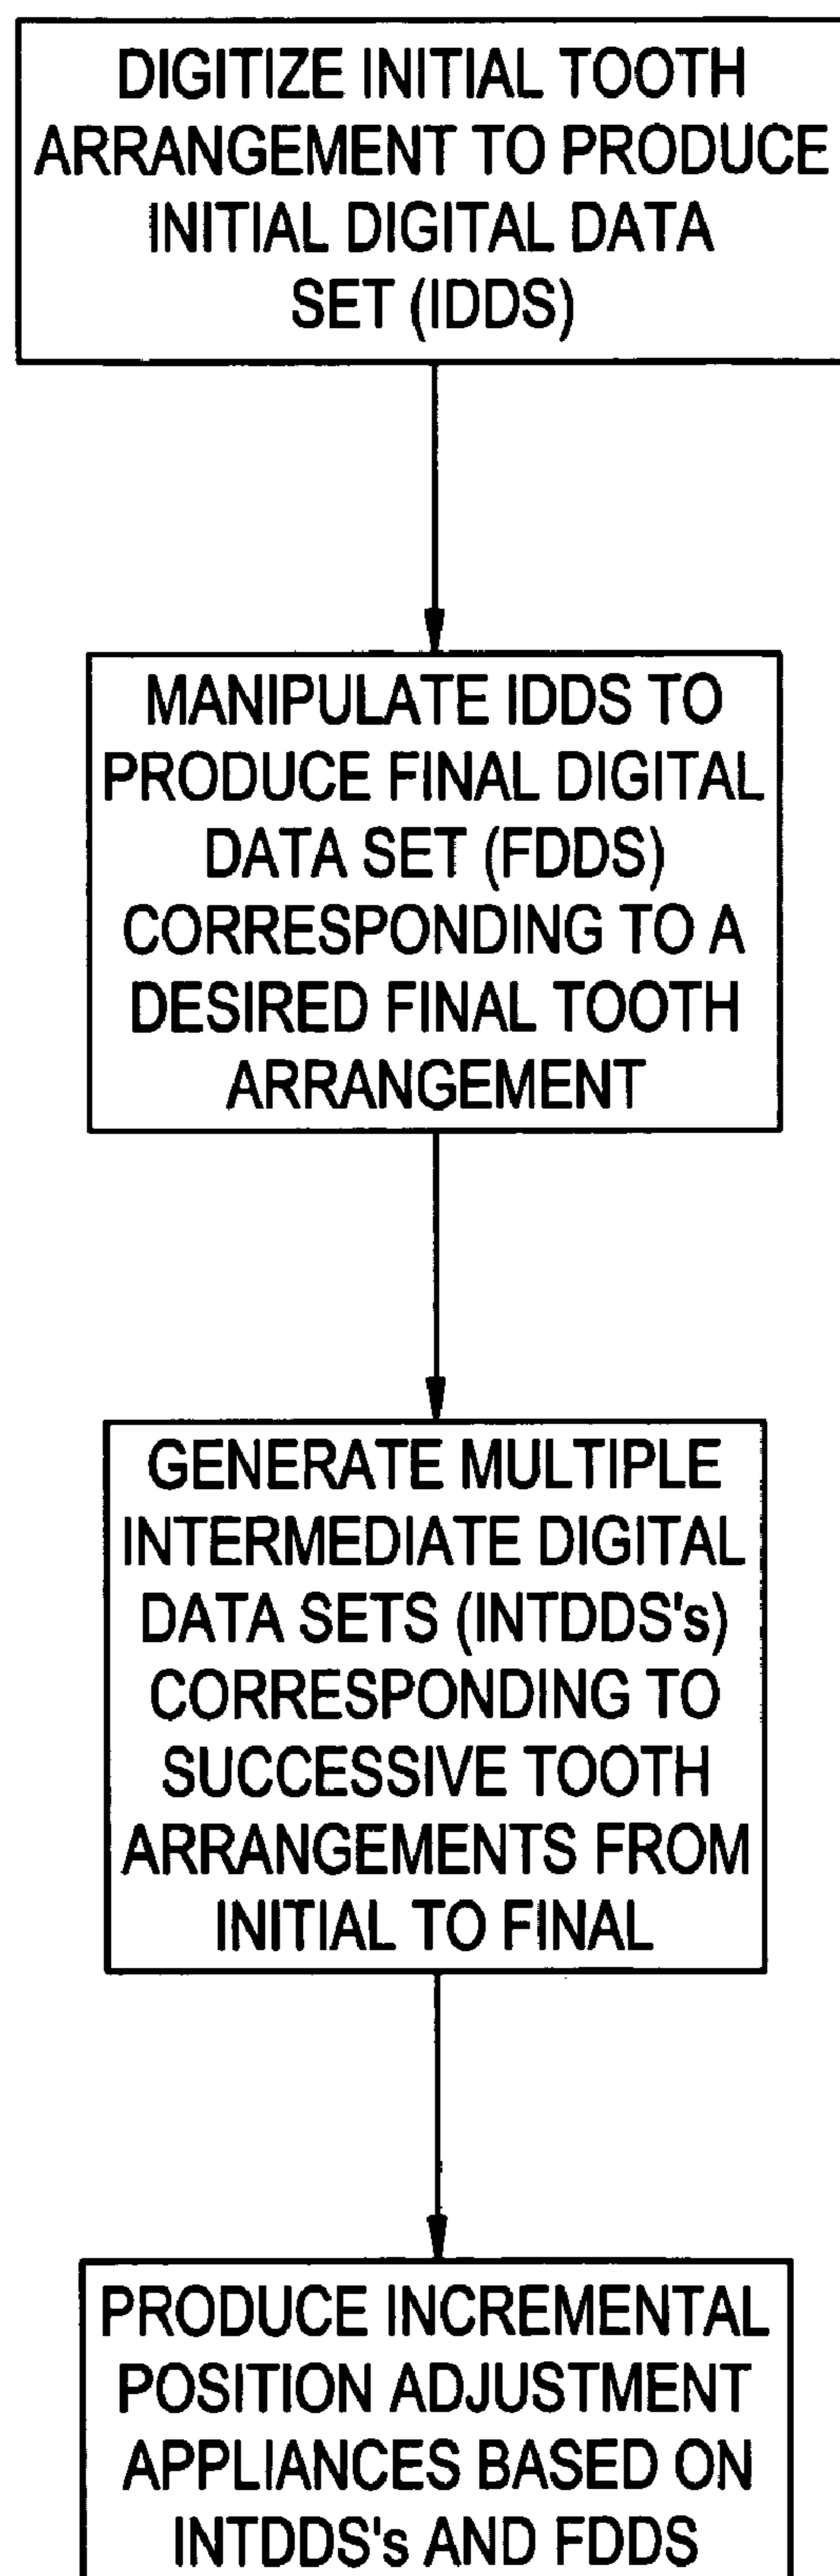 DIGITIZE INITIAL TOOTH
ARRANGEMENT TO PRODUCE
INITIAL DIGITAL DATA
SET (IDDS)
MANIPULATE IDDS TO
PRODUCE FINAL DIGITAL
DATA SET (FDDS)
CORRESPONDING TO A
DESIRED FINAL TOOTH
ARRANGEMENT
GENERATE MULTIPLE
INTERMEDIATE DIGITAL
DATA SETS (INTDDS's)
CORRESPONDING TO
SUCCESSIVE TOOTH
ARRANGEMENTS FROM
INITIAL TO FINAL
PRODUCE INCREMENTAL
POSITION ADJUSTMENT
APPLIANCES BASED ON
INTDDS's AND FDDS